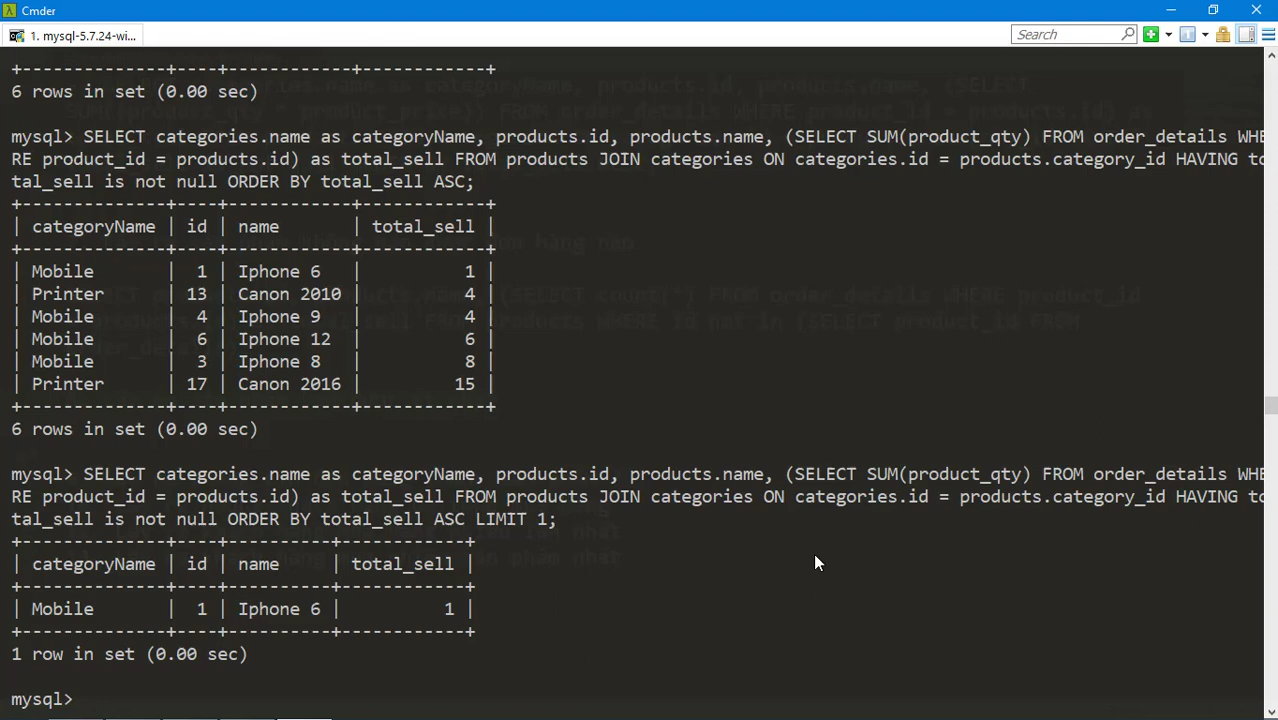 Cmder
1. mysql-5.7.24-wi...
Search
+--------------+----+------------+------------+
6 rows in set (0.00 sec)
mysql> SELECT categories.name as categoryName, products.id, products.name, (SELECT SUM(product_qty) FROM order_details WHE
RE product_id = products.id) as total_sell FROM products JOIN categories ON categories.id = products.category_id HAVING to
tal_sell is not null ORDER BY total_sell ASC;
+--------------+----+------------+------------+
| categoryName | id | name       | total_sell |
+--------------+----+------------+------------+
| Mobile       |  1 | Iphone 6   |          1 |
| Printer      | 13 | Canon 2010 |          4 |
| Mobile       |  4 | Iphone 9   |          4 |
| Mobile       |  6 | Iphone 12  |          6 |
| Mobile       |  3 | Iphone 8   |          8 |
| Printer      | 17 | Canon 2016 |         15 |
+--------------+----+------------+------------+
6 rows in set (0.00 sec)
mysql> SELECT categories.name as categoryName, products.id, products.name, (SELECT SUM(product_qty) FROM order_details WHE
RE product_id = products.id) as total_sell FROM products JOIN categories ON categories.id = products.category_id HAVING to
tal_sell is not null ORDER BY total_sell ASC LIMIT 1;
+--------------+----+----------+------------+
| categoryName | id | name     | total_sell |
+--------------+----+----------+------------+
| Mobile       |  1 | Iphone 6 |          1 |
+--------------+----+----------+------------+
1 row in set (0.00 sec)
mysql>